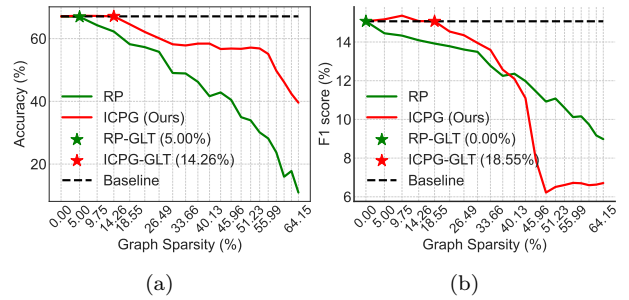 Accuracy (%)
60
40
20
RP
ICPG (Ours)
RP-GLT (5.00%)
ICPG-GLT (14.26%)
Baseline
0.00
5.00
9.75
14.26
18.55
26.49
33.66
40.13
45.96
51.23
55.99
64.15
Graph Sparsity (%)
(a)
F1 score (%)
16
14
12
10
8
6
RP
ICPG (Ours)
RP-GLT (0.00%)
ICPG-GLT (18.55%)
Baseline
0.00
5.00
9.75
14.26
18.55
26.49
33.66
40.13
45.96
51.23
55.99
64.15
Graph Sparsity (%)
(b)